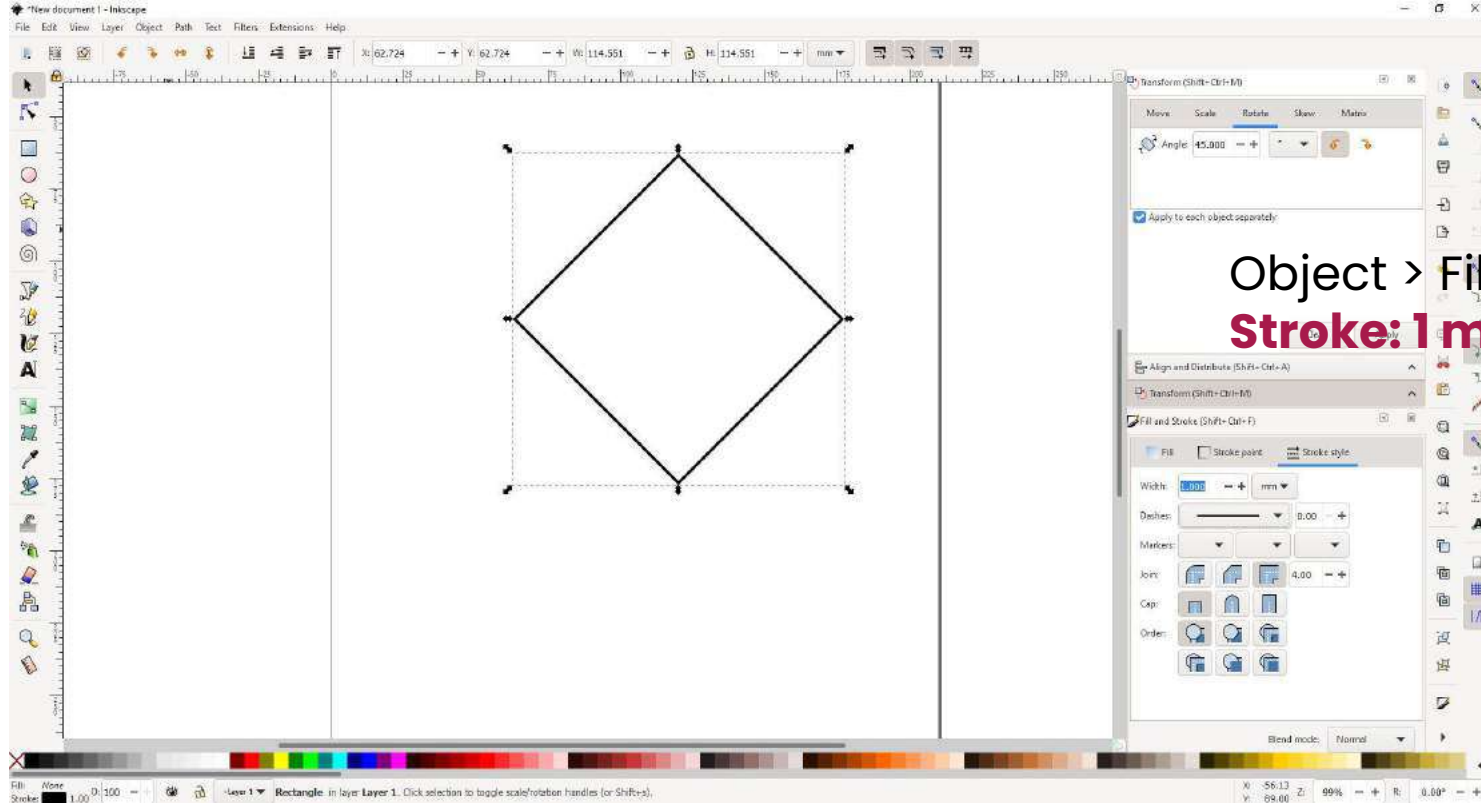 *New document 1 - Inkscape
File Edit View Layer Object Path Text Filters Extensions Help
X: 62.724 - + Y: 62.724 - + W: 114.551 - + H: 114.551 - + mm
Transform (Shift+Ctrl+M)
Move Scale Rotate Skew Matrix
Angle: 45.000 - + °
Apply to each object separately
Object > Fil
Stroke: 1 m
Align and Distribute (Shift+Ctrl+A)
Transform (Shift+Ctrl+M)
Fill and Stroke (Shift+Ctrl+F)
Fill Stroke paint Stroke style
Width: 1.000 - + mm
Dashes: 0.00 - +
Markers:
Join: 4.00 - +
Cap:
Order:
Blend mode: Normal
Fill: None
Stroke: 1.00 O: 100 - + -Layer 1 Rectangle in layer Layer 1. Click selection to toggle scale/rotation handles (or Shift+s). X: -56.13 Y: 69.00 Z: 99% - + R: 0.00° - +